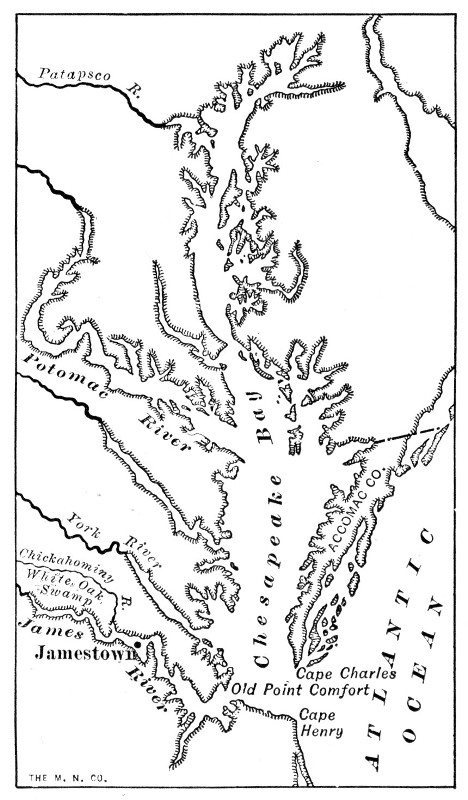 Patapsco R.
Potomac
River
Chesapeake Bay
ACCOMAC CO.
York River
Chickahominy R.
White Oak
Swamp
James
Jamestown
River
Cape Charles
Old Point Comfort
Cape
Henry
ATLANTIC
OCEAN
THE M. N. CO.